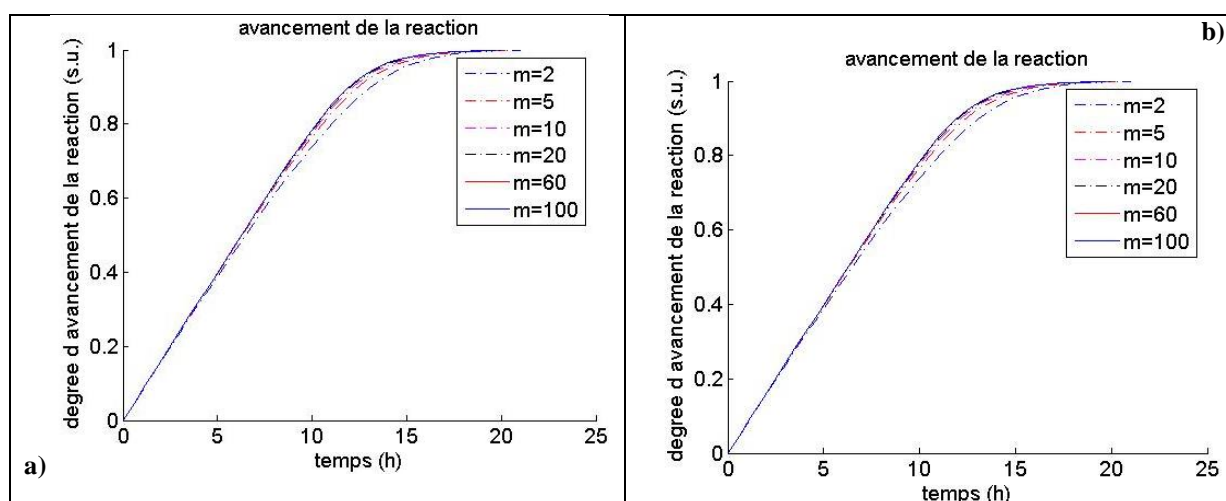 avancement de la reaction
degree d avancement de la reaction (s.u.)
1
0.8
0.6
0.4
0.2
0
m=2
m=5
m=10
m=20
m=60
m=100
0 5 10 15 20 25
temps (h)
a)
b)
avancement de la reaction
degree d avancement de la reaction (s.u.)
1
0.8
0.6
0.4
0.2
0
m=2
m=5
m=10
m=20
m=60
m=100
0 5 10 15 20 25
temps (h)